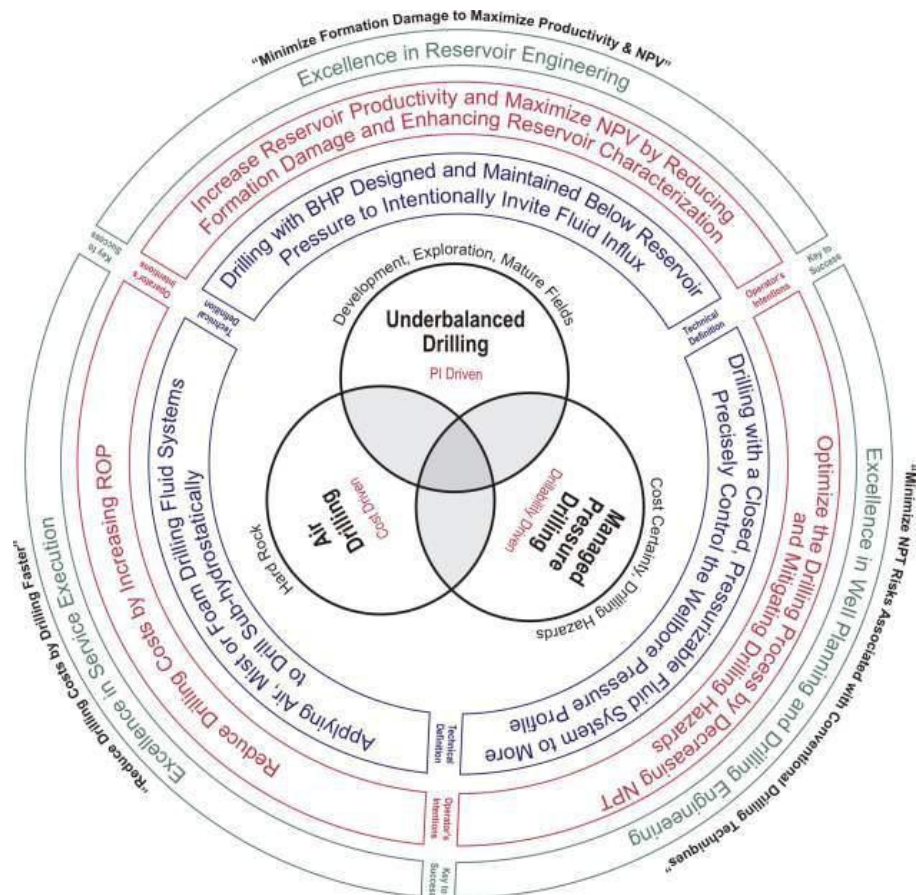 “Minimize Formation Damage to Maximize Productivity & NPV”
Excellence in Reservoir Engineering
Increase Reservoir Productivity and Maximize NPV by Reducing
Formation Damage and Enhancing Reservoir Characterization
Drilling with BHP Designed and Maintained Below Reservoir
Pressure to Intentionally Invite Fluid Influx
Development, Exploration, Mature Fields
Underbalanced
Drilling
PI Driven
Key to
Success
Operator's
Intentions
Technical
Definition
Key to
Success
Operator's
Intentions
Technical
Definition
Drilling with a Closed, Pressurizable Fluid System to More
Precisely Control the Wellbore Pressure Profile
Optimize the Drilling Process by Decreasing NPT
and Mitigating Drilling Hazards
Excellence in Well Planning and Drilling Engineering
“Minimize NPT Risks Associated with Conventional Drilling Techniques”
Cost Certainty, Drilling Hazards
Managed
Pressure
Drilling
Drilability Driven
Air
Drilling
Cost Driven
Hard Rock
Applying Air, Mist or Foam Drilling Fluid Systems
to Drill Sub-hydrostatically
Reduce Drilling Costs by Increasing ROP
Excellence in Service Execution
“Reduce Drilling Costs by Drilling Faster”
Technical
Definition
Operator's
Intentions
Key to
Success